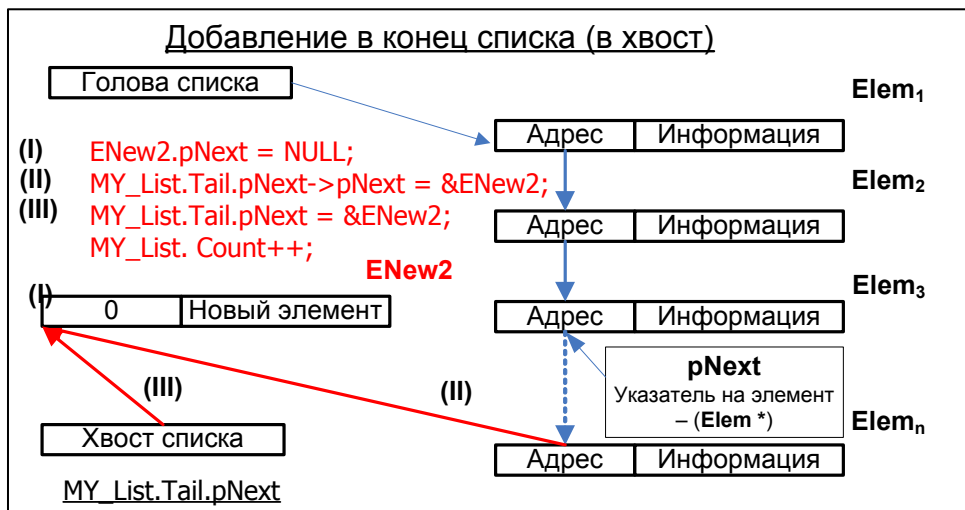 Добавление в конец списка (в хвост)
Голова списка
Elem1
Адрес Информация
(I) ENew2.pNext = NULL;
(II) MY_List.Tail.pNext->pNext = &ENew2;
(III) MY_List.Tail.pNext = &ENew2;
MY_List. Count++;
Elem2
Адрес Информация
ENew2
(I)
0 Новый элемент
Elem3
Адрес Информация
pNext
Указатель на элемент
– (Elem *)
(III)
(II)
Хвост списка
Elemn
Адрес Информация
MY_List.Tail.pNext